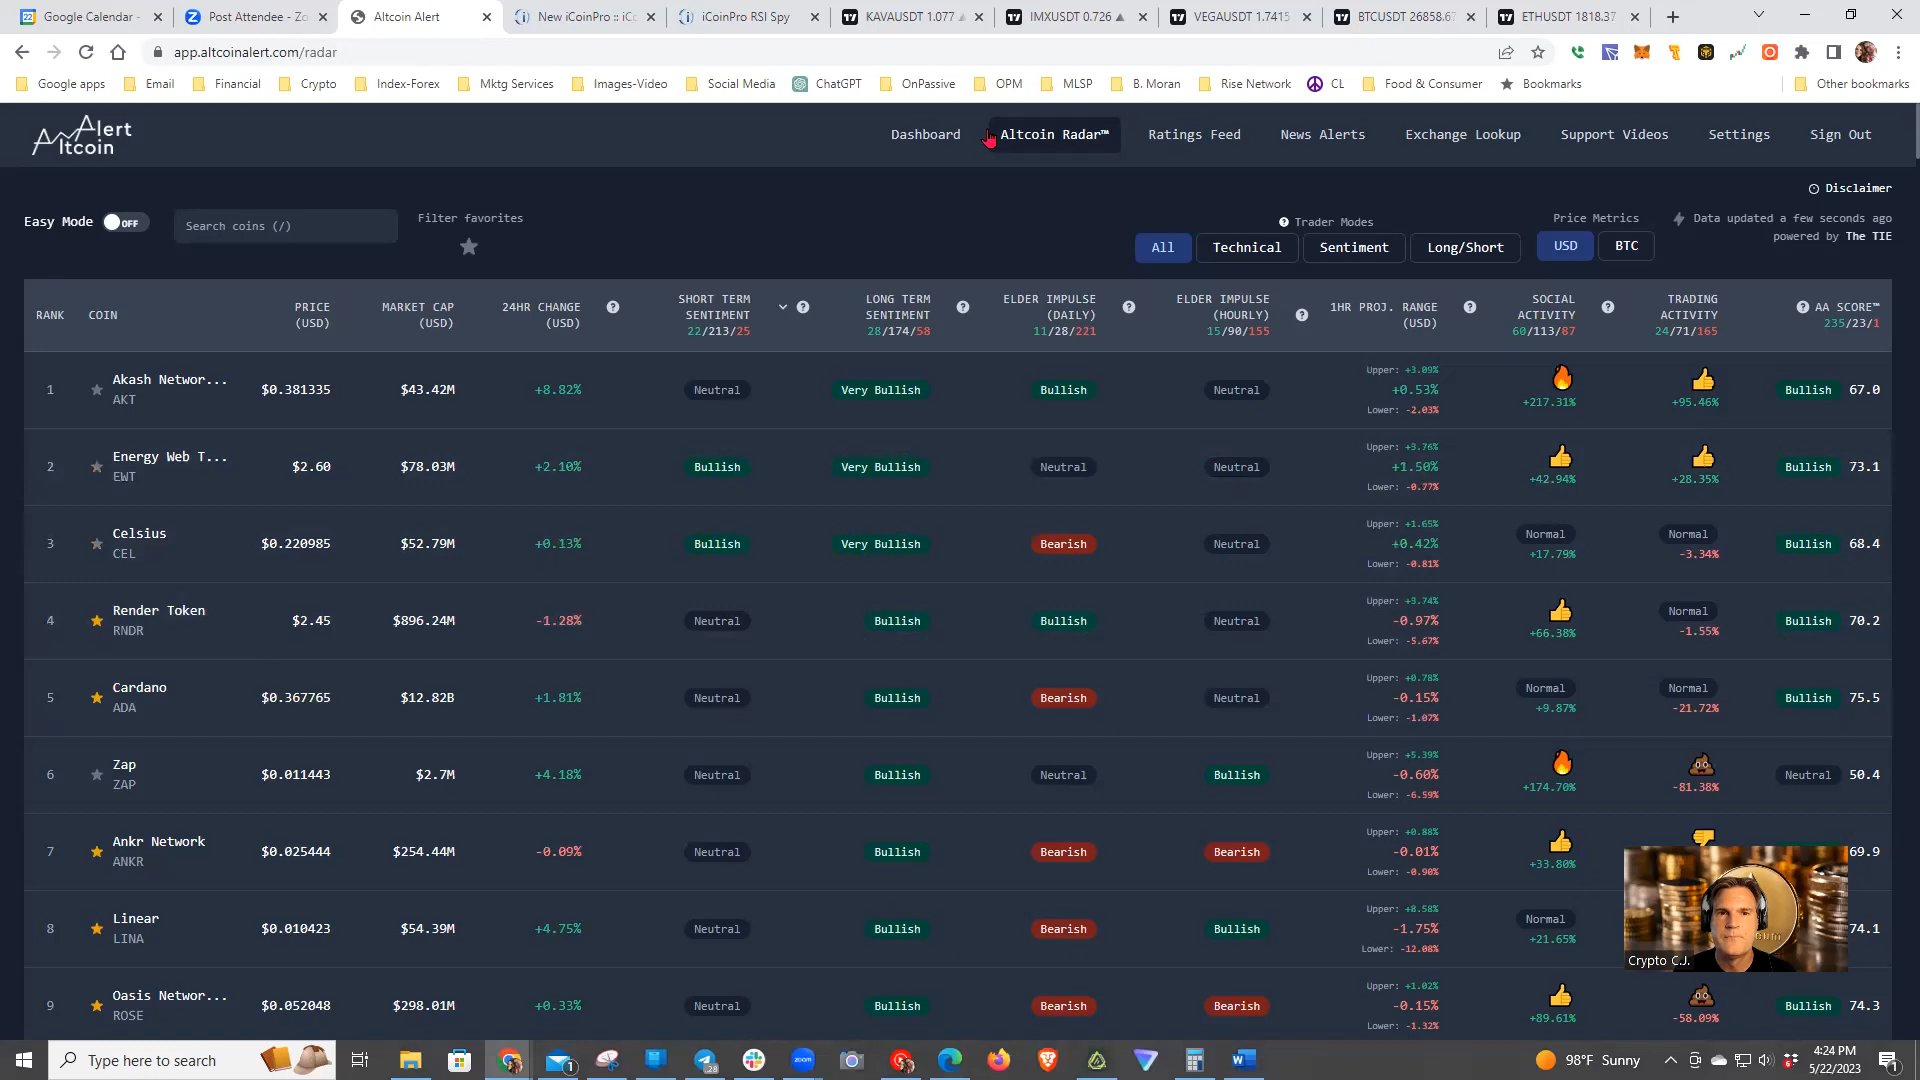 Google Calendar -
Post Attendee - Zo
Altcoin Alert
New iCoinPro :: iCo
iCoinPro RSI Spy
KAVAUSDT 1.077
IMXUSDT 0.726 ▲
VEGAUSDT 1.7415
BTCUSDT 26858.67
ETHUSDT 1818.37
app.altcoinalert.com/radar
Google apps
Email
Financial
Crypto
Index-Forex
Mktg Services
Images-Video
Social Media
ChatGPT
OnPassive
OPM
MLSP
B. Moran
Rise Network
CL
Food & Consumer
Bookmarks
Other bookmarks
Alert
Altcoin
Dashboard
Altcoin Radar™
Ratings Feed
News Alerts
Exchange Lookup
Support Videos
Settings
Sign Out
Disclaimer
Easy Mode OFF
Search coins (/)
Filter favorites
Trader Modes
All Technical Sentiment Long/Short
Price Metrics
USD BTC
Data updated a few seconds ago
powered by The TIE
RANK
COIN
PRICE
(USD)
MARKET CAP
(USD)
24HR CHANGE
(USD)
SHORT TERM
SENTIMENT
22/213/25
LONG TERM
SENTIMENT
28/174/58
ELDER IMPULSE
(DAILY)
11/28/221
ELDER IMPULSE
(HOURLY)
15/90/155
1HR PROJ. RANGE
(USD)
SOCIAL
ACTIVITY
60/113/87
TRADING
ACTIVITY
24/71/165
AA SCORE™
235/23/1
1 Akash Networ... AKT $0.381335 $43.42M +8.82% Neutral Very Bullish Bullish Neutral
Upper: +3.09%
+0.53%
Lower: -2.03%
+217.31% +95.46% Bullish 67.0
2 Energy Web T... EWT $2.60 $78.03M +2.10% Bullish Very Bullish Neutral Neutral
Upper: +3.76%
+1.50%
Lower: -0.77%
+42.94% +28.35% Bullish 73.1
3 Celsius CEL $0.220985 $52.79M +0.13% Bullish Very Bullish Bearish Neutral
Upper: +1.65%
+0.42%
Lower: -0.81%
Normal +17.79% Normal -3.34% Bullish 68.4
4 Render Token RNDR $2.45 $896.24M -1.28% Neutral Bullish Bullish Neutral
Upper: +3.74%
-0.97%
Lower: -5.67%
+66.38% Normal -1.55% Bullish 70.2
5 Cardano ADA $0.367765 $12.82B +1.81% Neutral Bullish Bearish Neutral
Upper: +0.78%
-0.15%
Lower: -1.07%
Normal +9.87% Normal -21.72% Bullish 75.5
6 Zap ZAP $0.011443 $2.7M +4.18% Neutral Bullish Neutral Bullish
Upper: +5.39%
-0.60%
Lower: -6.59%
+174.70% -81.38% Neutral 50.4
7 Ankr Network ANKR $0.025444 $254.44M -0.09% Neutral Bullish Bearish Bearish
Upper: +0.88%
-0.01%
Lower: -0.90%
+33.80% 69.9
8 Linear LINA $0.010423 $54.39M +4.75% Neutral Bullish Bearish Bullish
Upper: +8.58%
-1.75%
Lower: -12.08%
Normal +21.65% 74.1
9 Oasis Networ... ROSE $0.052048 $298.01M +0.33% Neutral Bullish Bearish Bearish
Upper: +1.02%
-0.15%
Lower: -1.32%
+89.61% -58.09% Bullish 74.3
Crypto C.J.
Type here to search
1
28
zoom
98°F Sunny
4:24 PM
5/22/2023
1